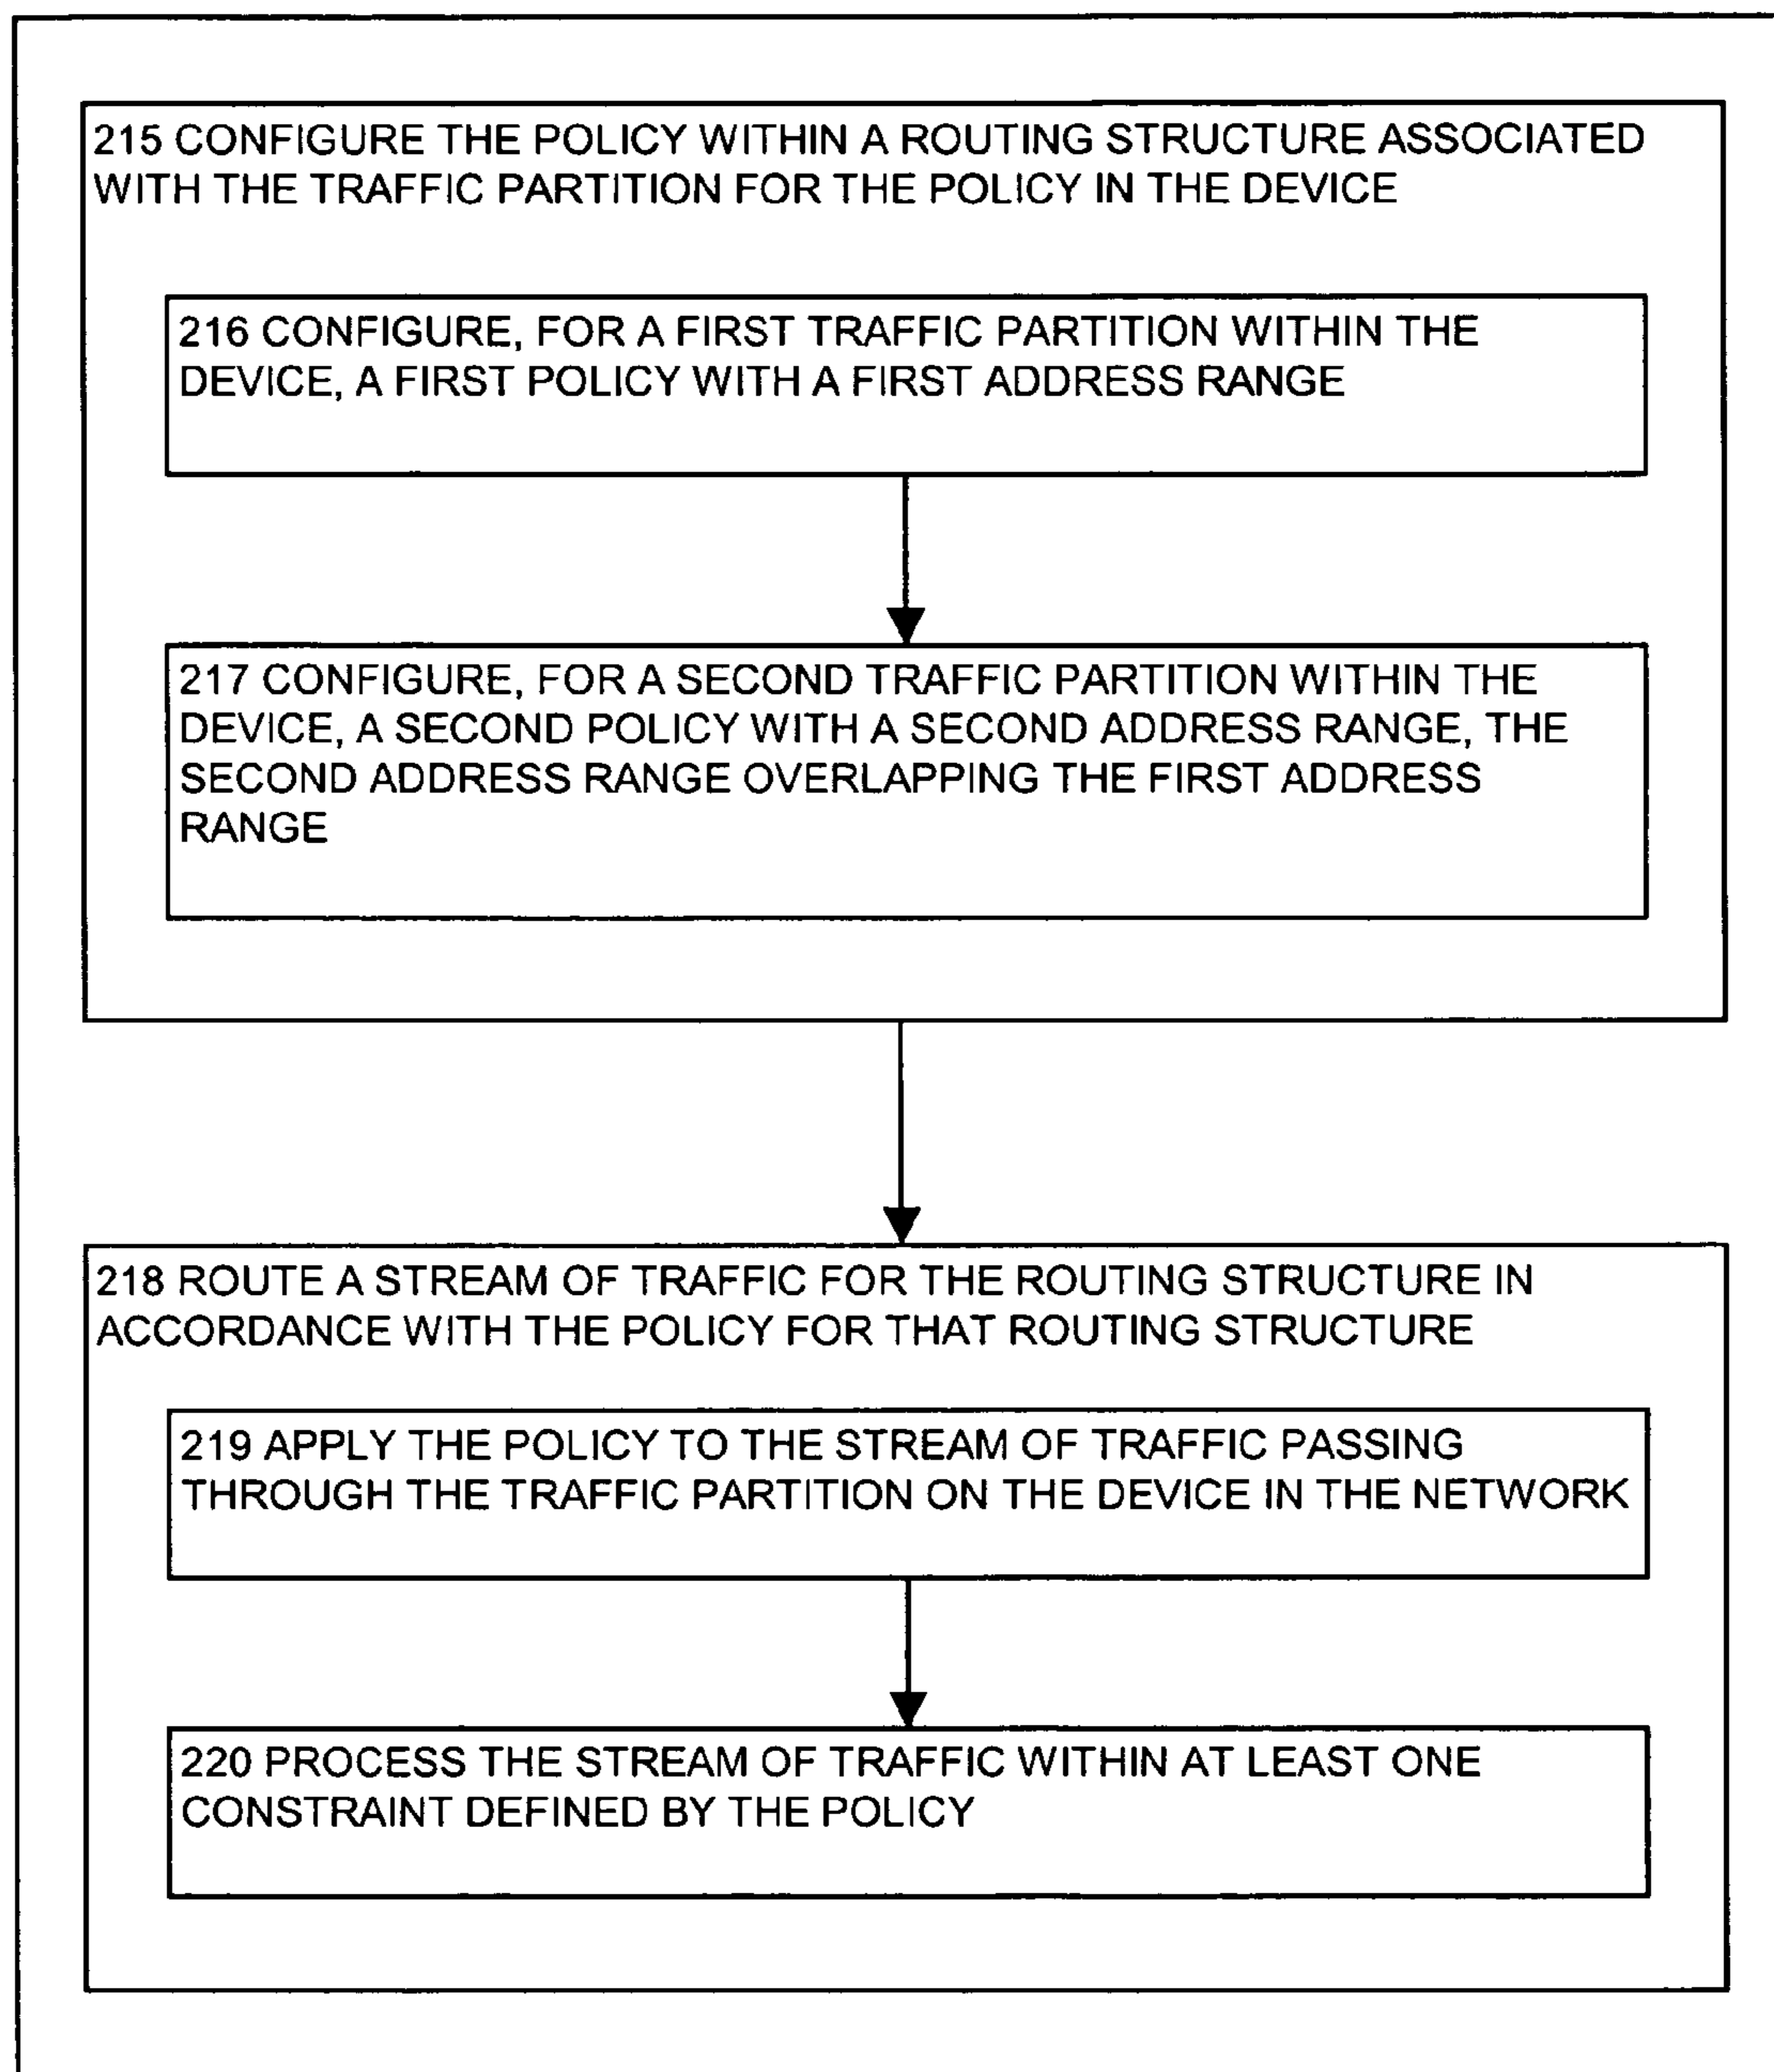 215 CONFIGURE THE POLICY WITHIN A ROUTING STRUCTURE ASSOCIATED
WITH THE TRAFFIC PARTITION FOR THE POLICY IN THE DEVICE
216 CONFIGURE, FOR A FIRST TRAFFIC PARTITION WITHIN THE
DEVICE, A FIRST POLICY WITH A FIRST ADDRESS RANGE
217 CONFIGURE, FOR A SECOND TRAFFIC PARTITION WITHIN THE
DEVICE, A SECOND POLICY WITH A SECOND ADDRESS RANGE, THE
SECOND ADDRESS RANGE OVERLAPPING THE FIRST ADDRESS
RANGE
218 ROUTE A STREAM OF TRAFFIC FOR THE ROUTING STRUCTURE IN
ACCORDANCE WITH THE POLICY FOR THAT ROUTING STRUCTURE
219 APPLY THE POLICY TO THE STREAM OF TRAFFIC PASSING
THROUGH THE TRAFFIC PARTITION ON THE DEVICE IN THE NETWORK
220 PROCESS THE STREAM OF TRAFFIC WITHIN AT LEAST ONE
CONSTRAINT DEFINED BY THE POLICY